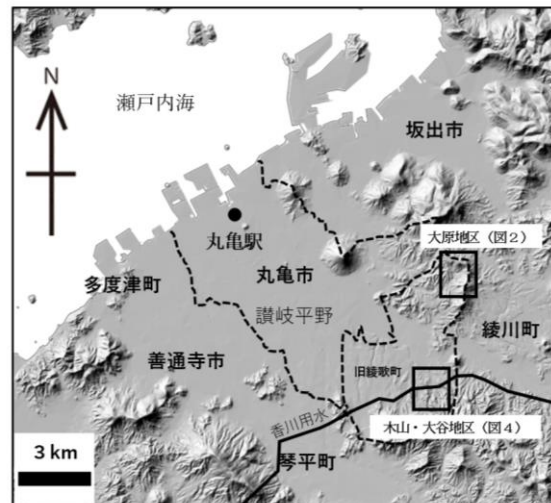 N
瀬戸内海
坂出市
丸亀駅
大原地区（図2）
多度津町
丸亀市
讃岐平野
綾川町
善通寺市
旧綾歌町
香川用水
木山・大谷地区（図4）
3 km
琴平町